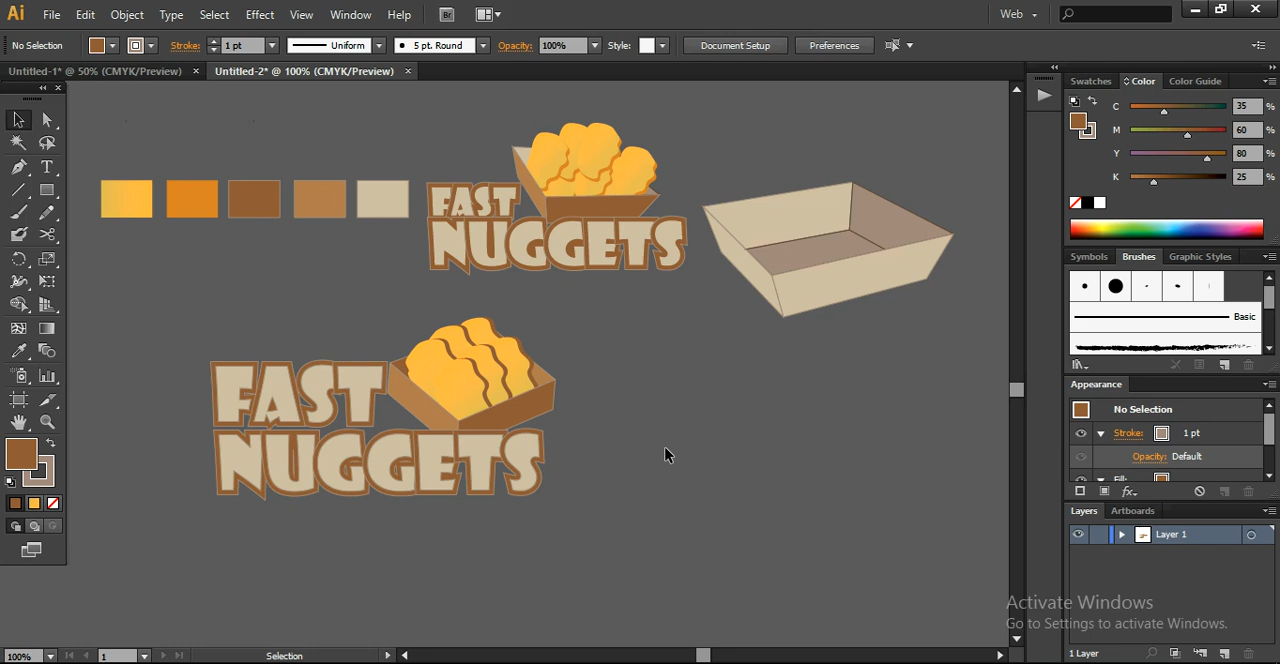 Ai File Edit Object Type Select Effect View Window Help Br Web
No Selection Stroke: 1 pt Uniform 5 pt. Round Opacity: 100% Style: Document Setup Preferences
Untitled-1* @ 50% (CMYK/Preview) × Untitled-2* @ 100% (CMYK/Preview) ×
Swatches Color Color Guide
C 35 %
M 60 %
Y 80 %
K 25 %
FAST
NUGGETS
Symbols Brushes Graphic Styles
Basic
FAST
NUGGETS
Appearance
No Selection
Stroke: 1 pt
Opacity: Default
Fill:
Layers Artboards
Layer 1
Activate Windows
Go to Settings to activate Windows.
1 Layer
100% 1 Selection